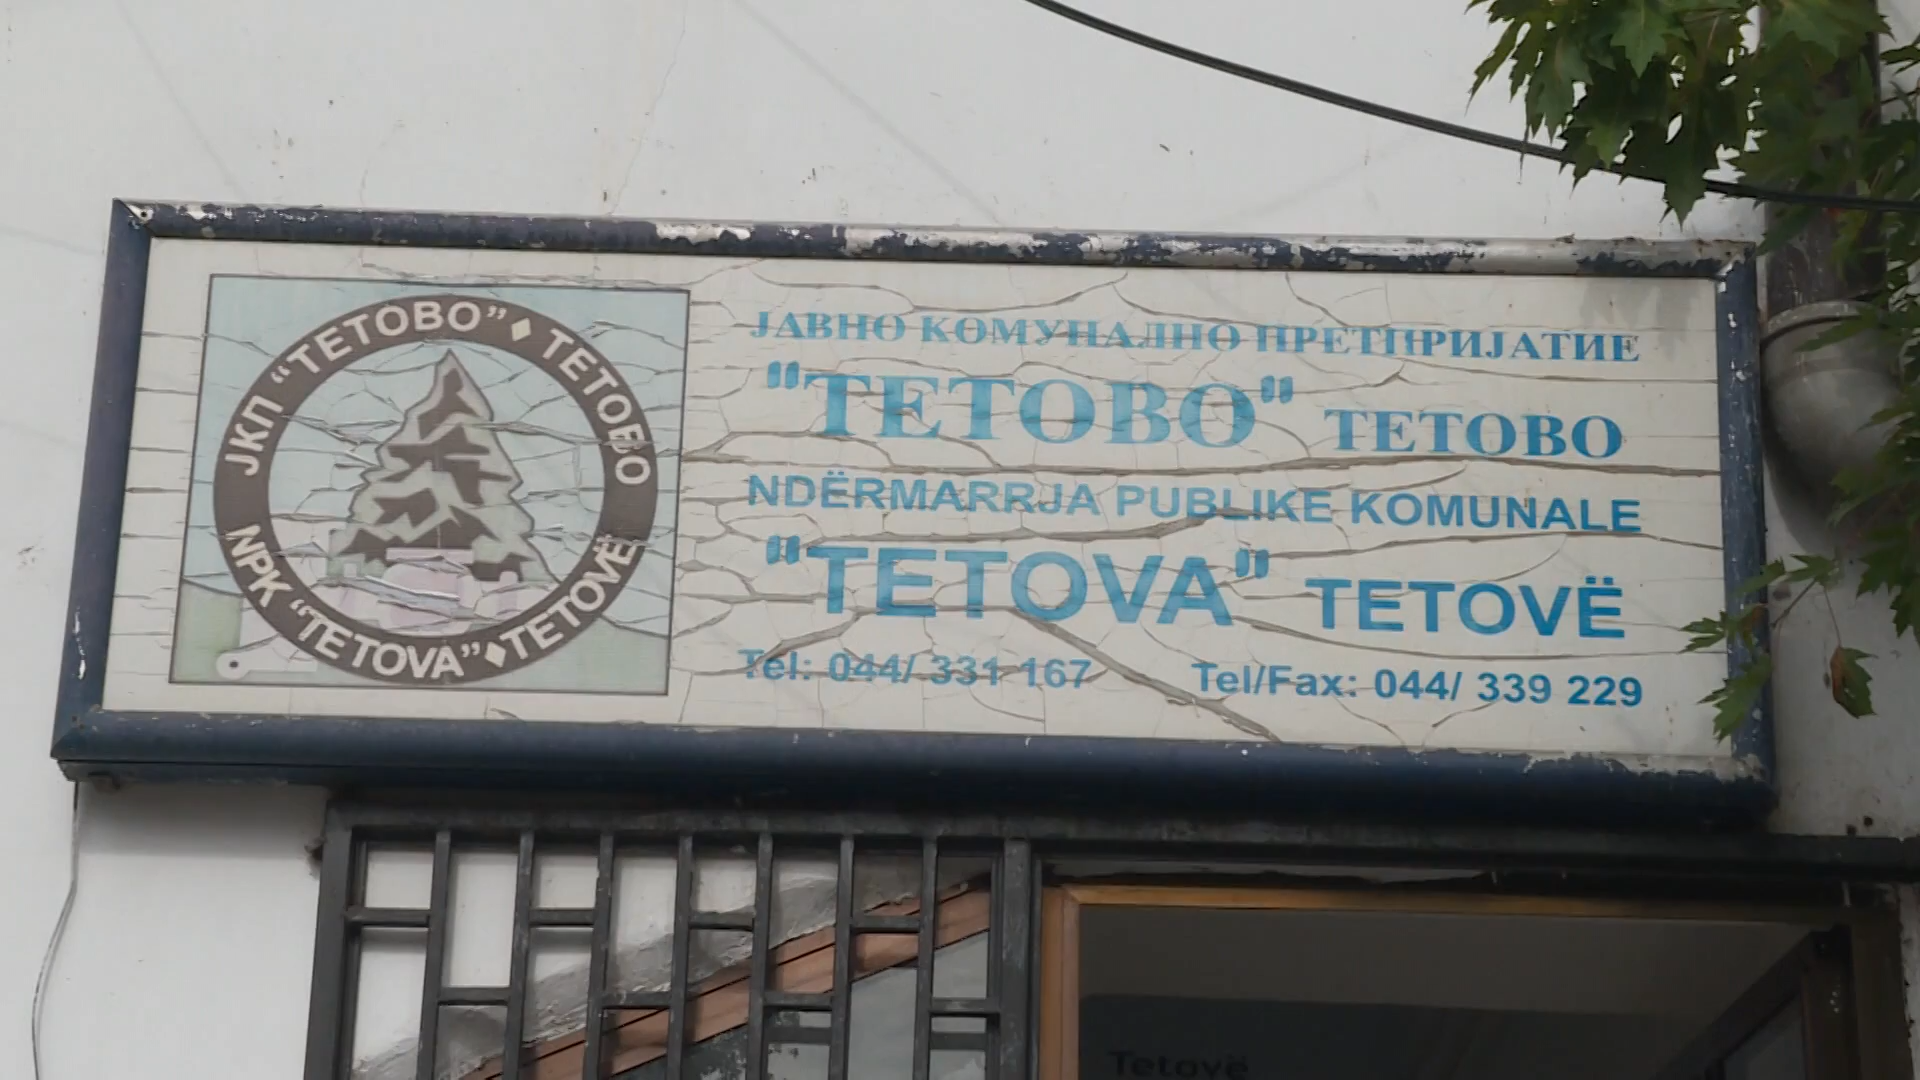 ЈКП “ТЕТОВО” ♦ ТЕТОВО
NPK “TETOVA” ♦ TETOVË
ЈАВНО КОМУНАЛНО ПРЕТПРИЈАТИЕ
"ТЕТОВО" ТЕТОВО
NDËRMARRJA PUBLIKE KOMUNALE
"TETOVA" TETOVË
Tel: 044/ 331 167 Tel/Fax: 044/ 339 229
Tetovë